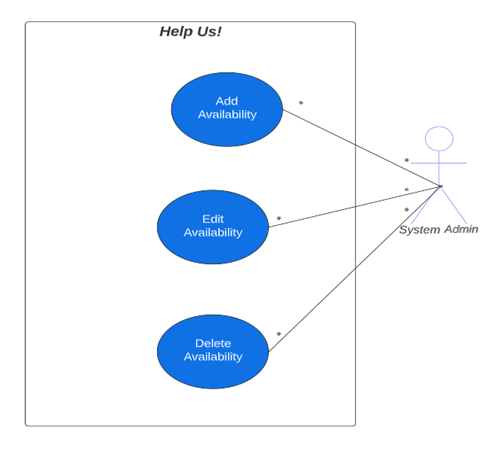 Help Us!
Add
Availability
*
*
Edit
Availability
*
*
*
System Admin
Delete
Availability
*